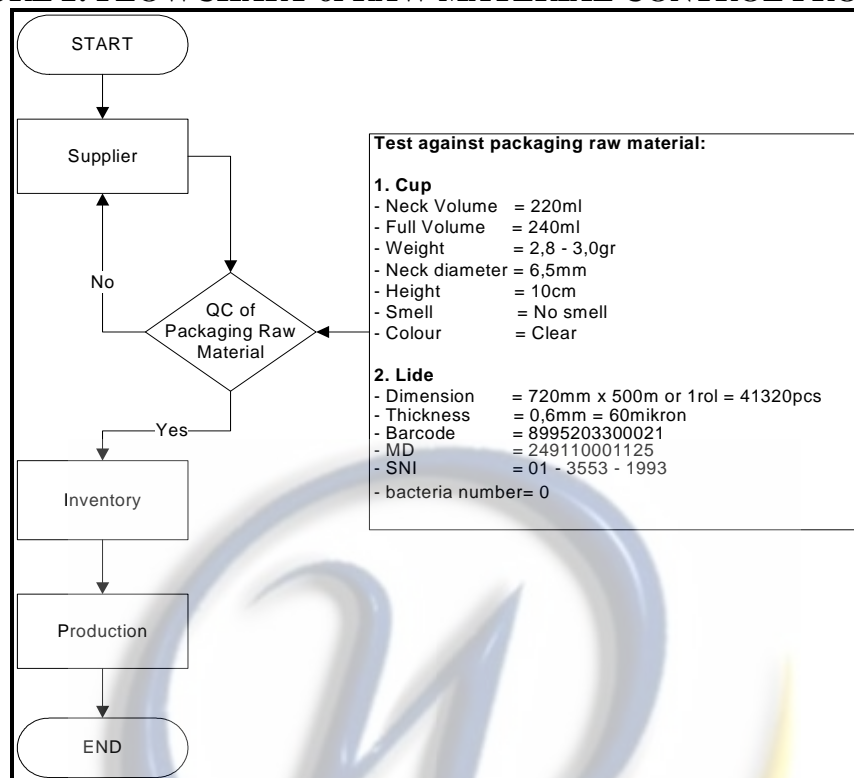 START
Supplier
No
QC of
Packaging Raw
Material
Yes
Inventory
Production
END
Test against packaging raw material:
1. Cup
- Neck Volume = 220ml
- Full Volume = 240ml
- Weight = 2,8 - 3,0gr
- Neck diameter = 6,5mm
- Height = 10cm
- Smell = No smell
- Colour = Clear
2. Lide
- Dimension = 720mm x 500m or 1rol = 41320pcs
- Thickness = 0,6mm = 60mikron
- Barcode = 8995203300021
- MD = 249110001125
- SNI = 01 - 3553 - 1993
- bacteria number= 0